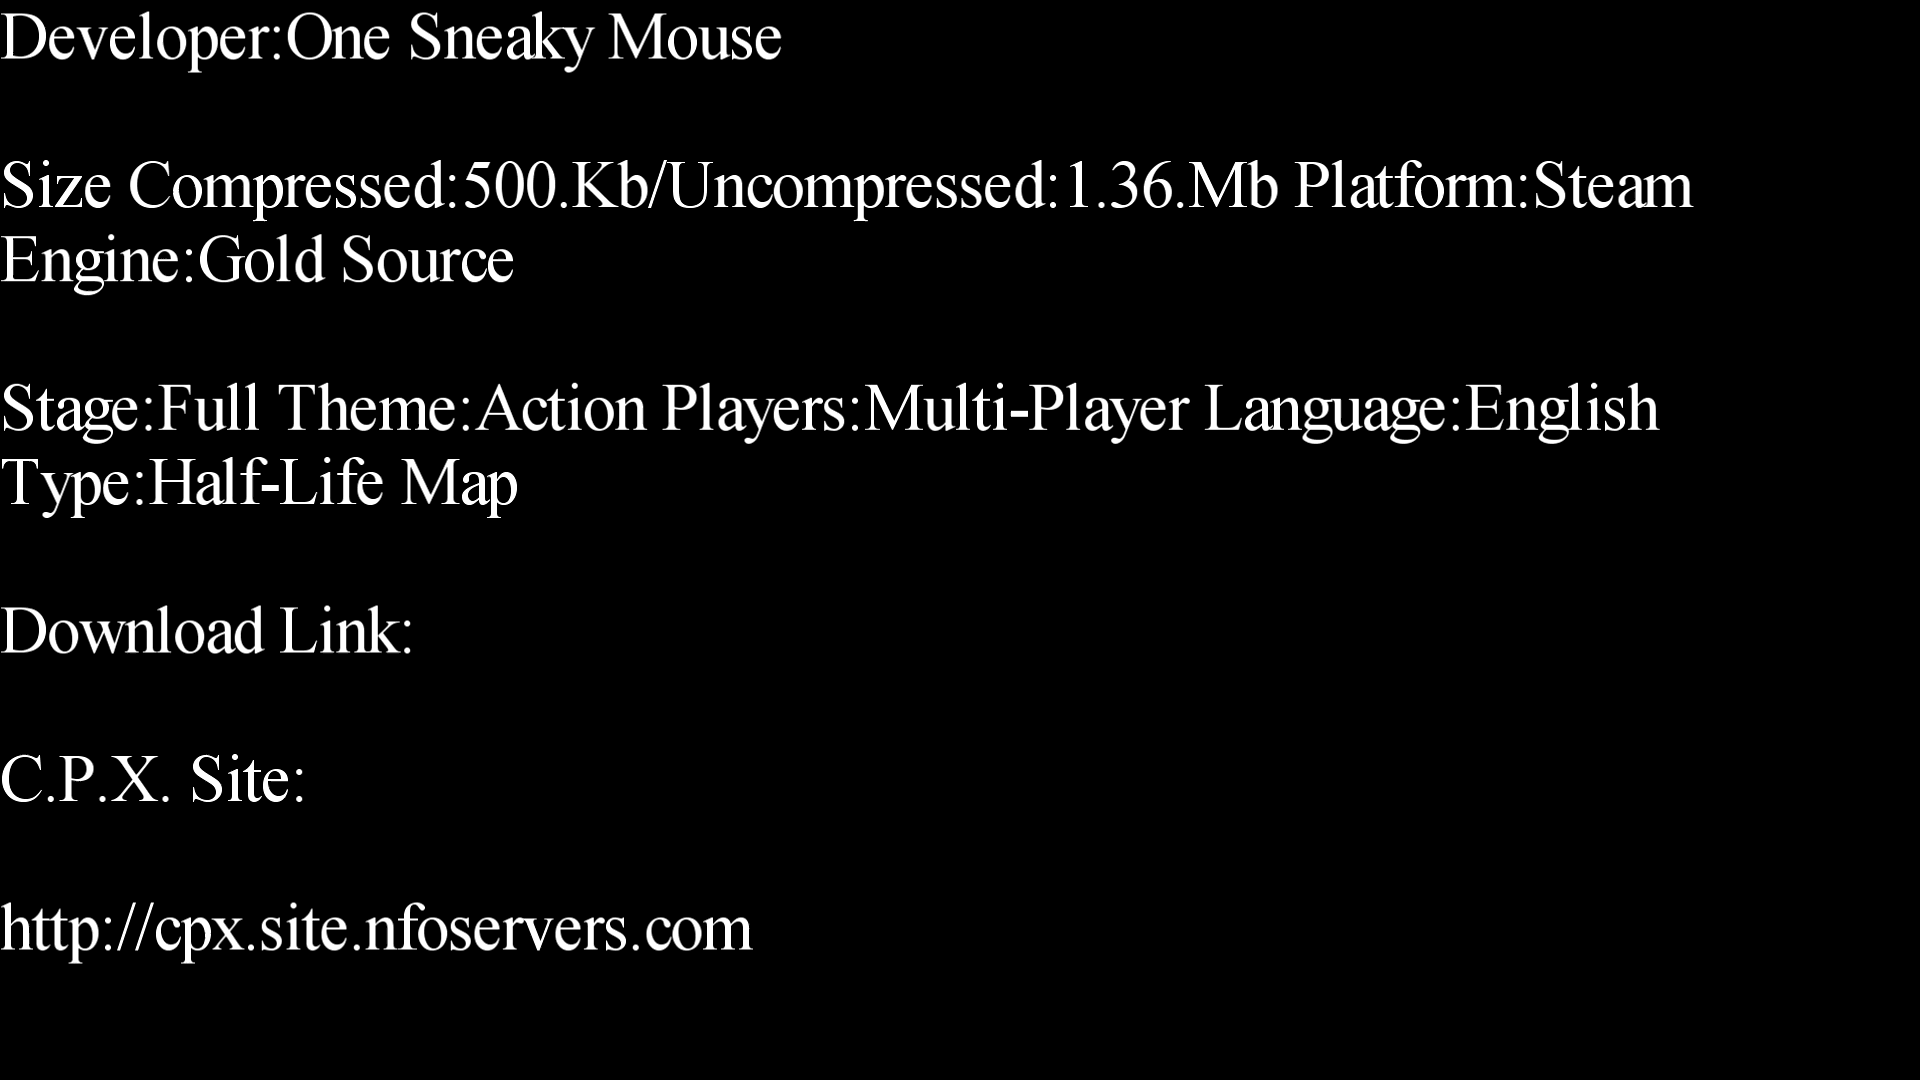 Developer:One Sneaky Mouse
Size Compressed:500.Kb/Uncompressed:1.36.Mb Platform:Steam
Engine:Gold Source
Stage:Full Theme:Action Players:Multi-Player Language:English
Type:Half-Life Map
Download Link:
C.P.X. Site:
http://cpx.site.nfoservers.com